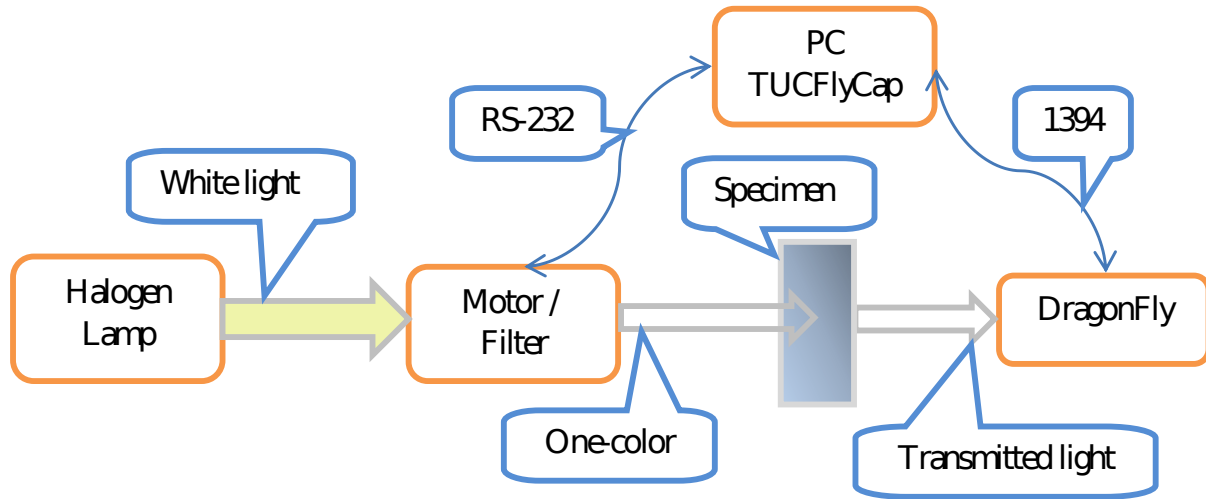 PC
TUCFlyCap
RS-232
1394
White light
Specimen
Halogen
Lamp
Motor /
Filter
DragonFly
One-color
Transmitted light